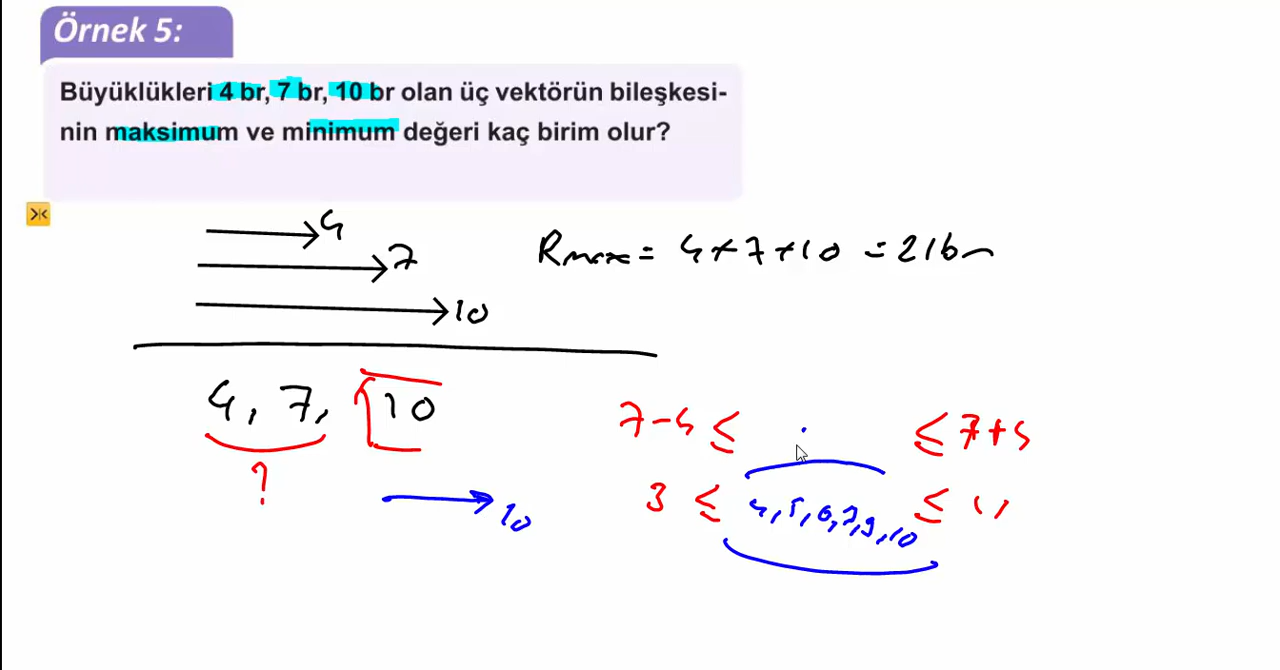 Örnek 5:
Büyüklükleri 4 br, 7 br, 10 br olan üç vektörün bileşkesi-
nin maksimum ve minimum değeri kaç birim olur?
4
7
10
Rmax = 4+7+10 = 21br
4, 7, 10
?
10
7-4 ≤ ≤ 7+4
3 ≤ 4, 5, 6, 7, 9, 10 ≤ 11